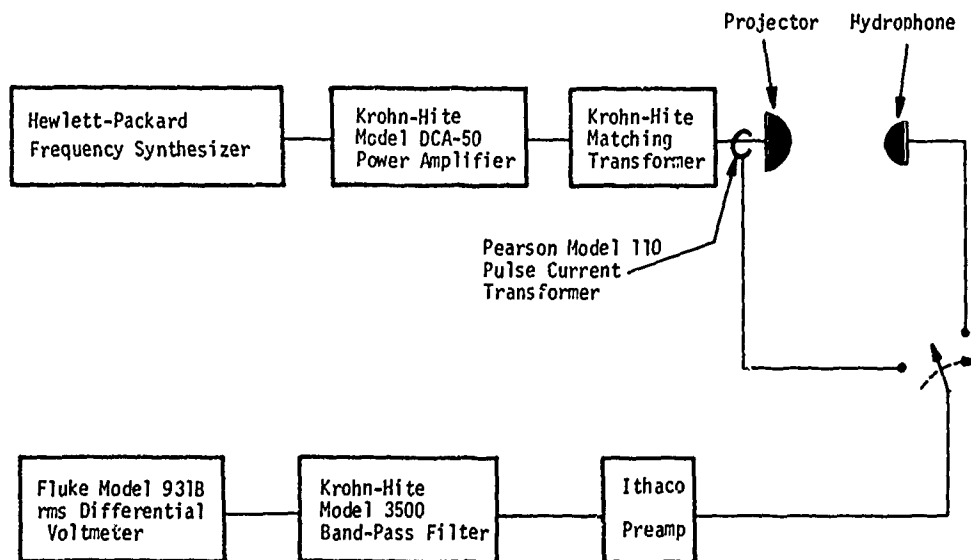 Projector
Hydrophone
Hewlett-Packard
Frequency Synthesizer
Krohn-Hite
Model DCA-50
Power Amplifier
Krohn-Hite
Matching
Transformer
Pearson Model 110
Pulse Current
Transformer
Fluke Model 931B
rms Differential
Voltmeter
Krohn-Hite
Model 3500
Band-Pass Filter
Ithaco
Preamp